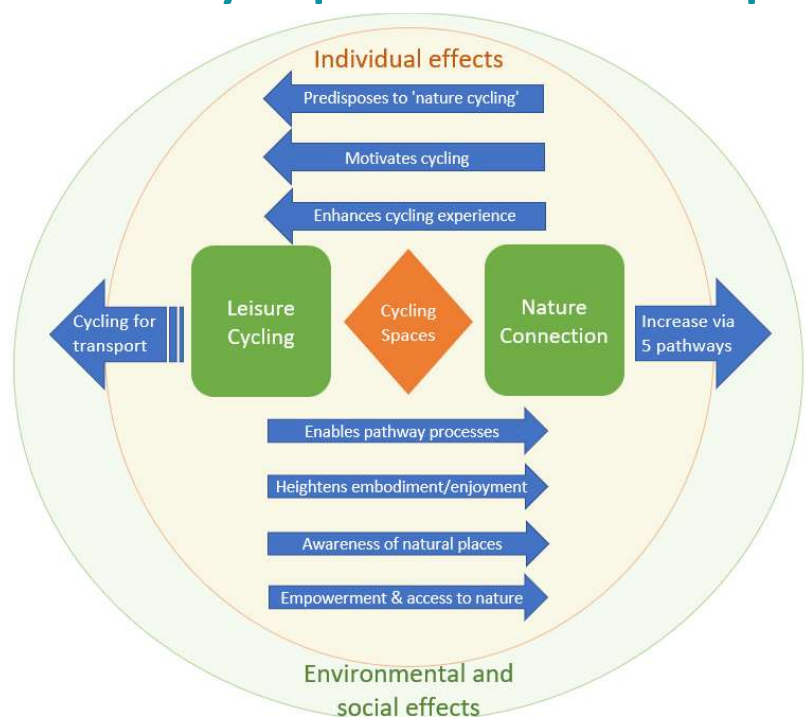 Individual effects
Predisposes to 'nature cycling'
Motivates cycling
Enhances cycling experience
Cycling for
transport
Leisure
Cycling
Cycling
Spaces
Nature
Connection
Increase via
5 pathways
Enables pathway processes
Heightens embodiment/enjoyment
Awareness of natural places
Empowerment & access to nature
Environmental and
social effects